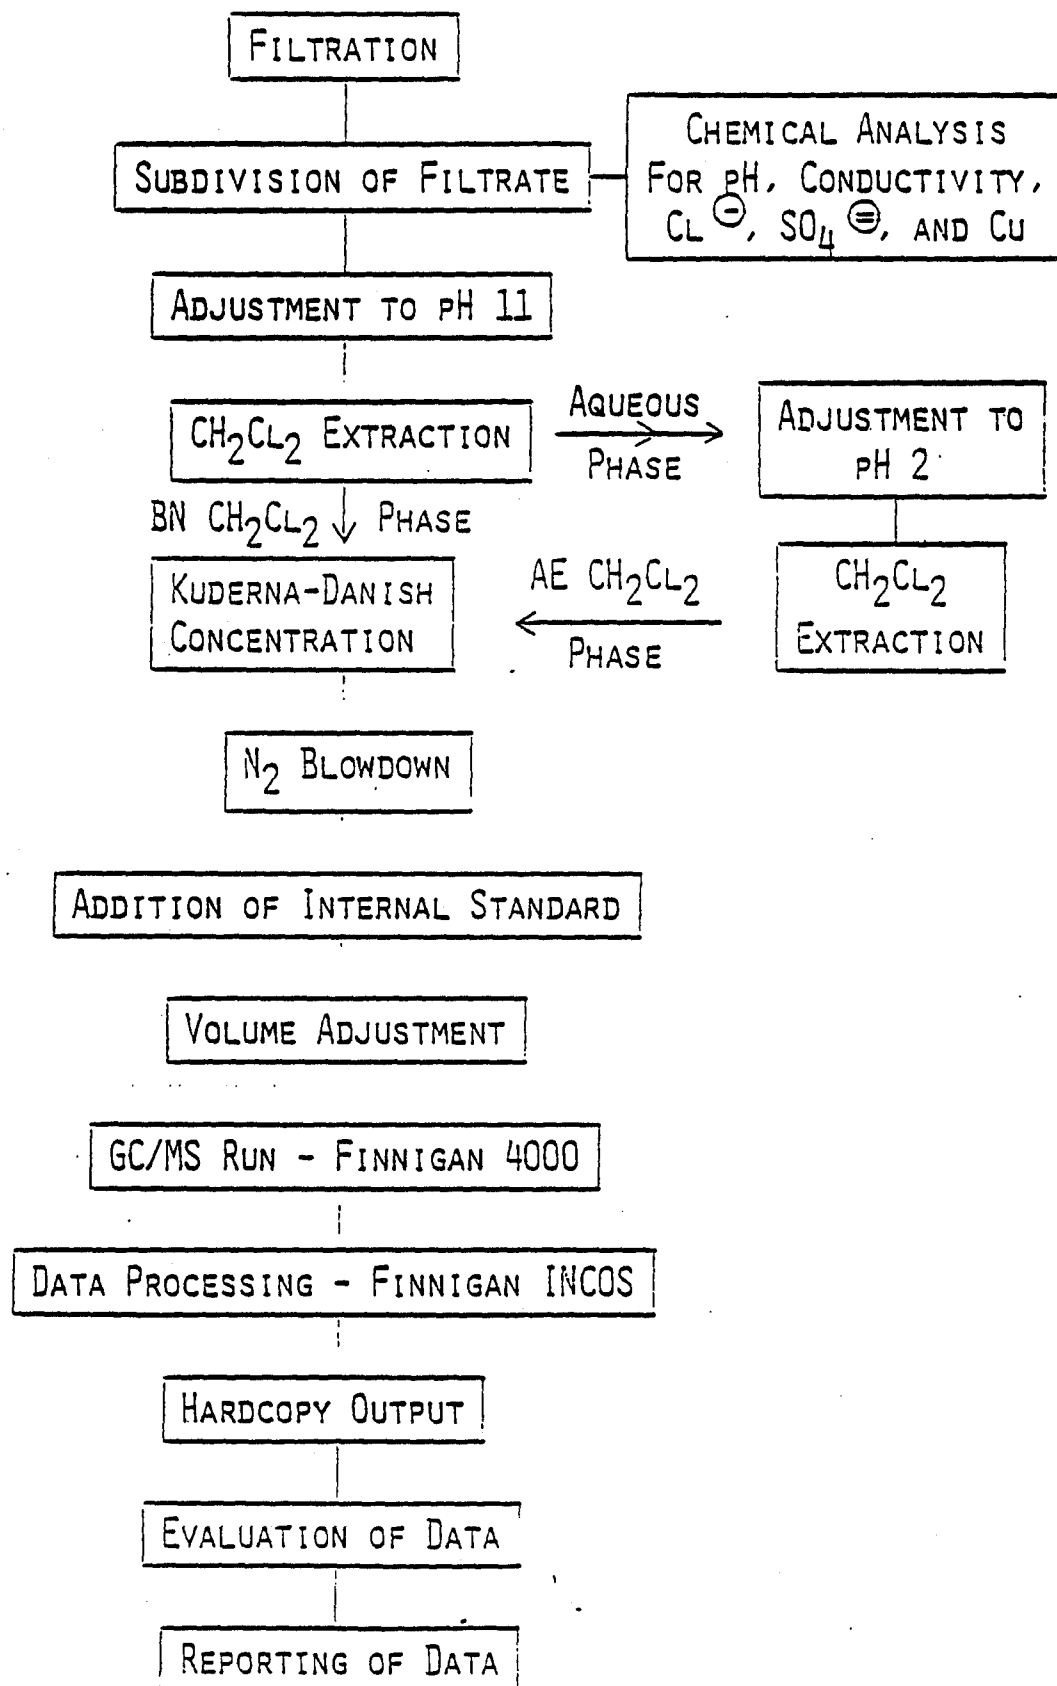 FILTRATION
SUBDIVISION OF FILTRATE
CHEMICAL ANALYSIS
FOR pH, CONDUCTIVITY,
CL⊖, SO4⊜, AND CU
ADJUSTMENT TO pH 11
CH2CL2 EXTRACTION
AQUEOUS
PHASE
ADJUSTMENT TO
pH 2
BN CH2CL2 PHASE
CH2CL2
EXTRACTION
AE CH2CL2
PHASE
KUDERNA-DANISH
CONCENTRATION
N2 BLOWDOWN
ADDITION OF INTERNAL STANDARD
VOLUME ADJUSTMENT
GC/MS RUN - FINNIGAN 4000
DATA PROCESSING - FINNIGAN INCOS
HARDCOPY OUTPUT
EVALUATION OF DATA
REPORTING OF DATA